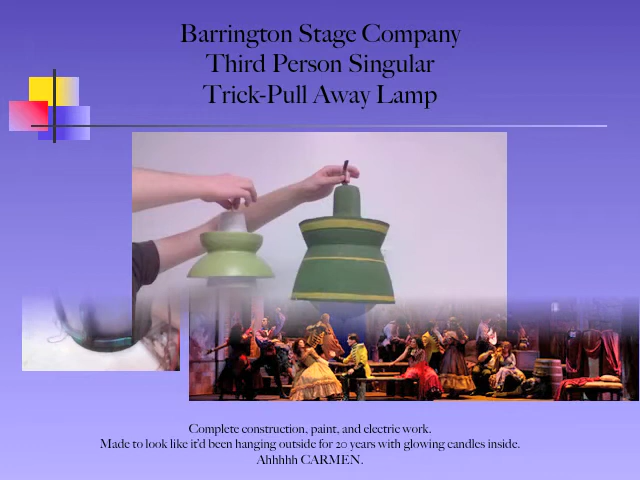 Barrington Stage Company
Third Person Singular
Trick-Pull Away Lamp
Complete construction, paint, and electric work.
Made to look like it'd been hanging outside for 20 years with glowing candles inside.
Ahhhhh CARMEN.